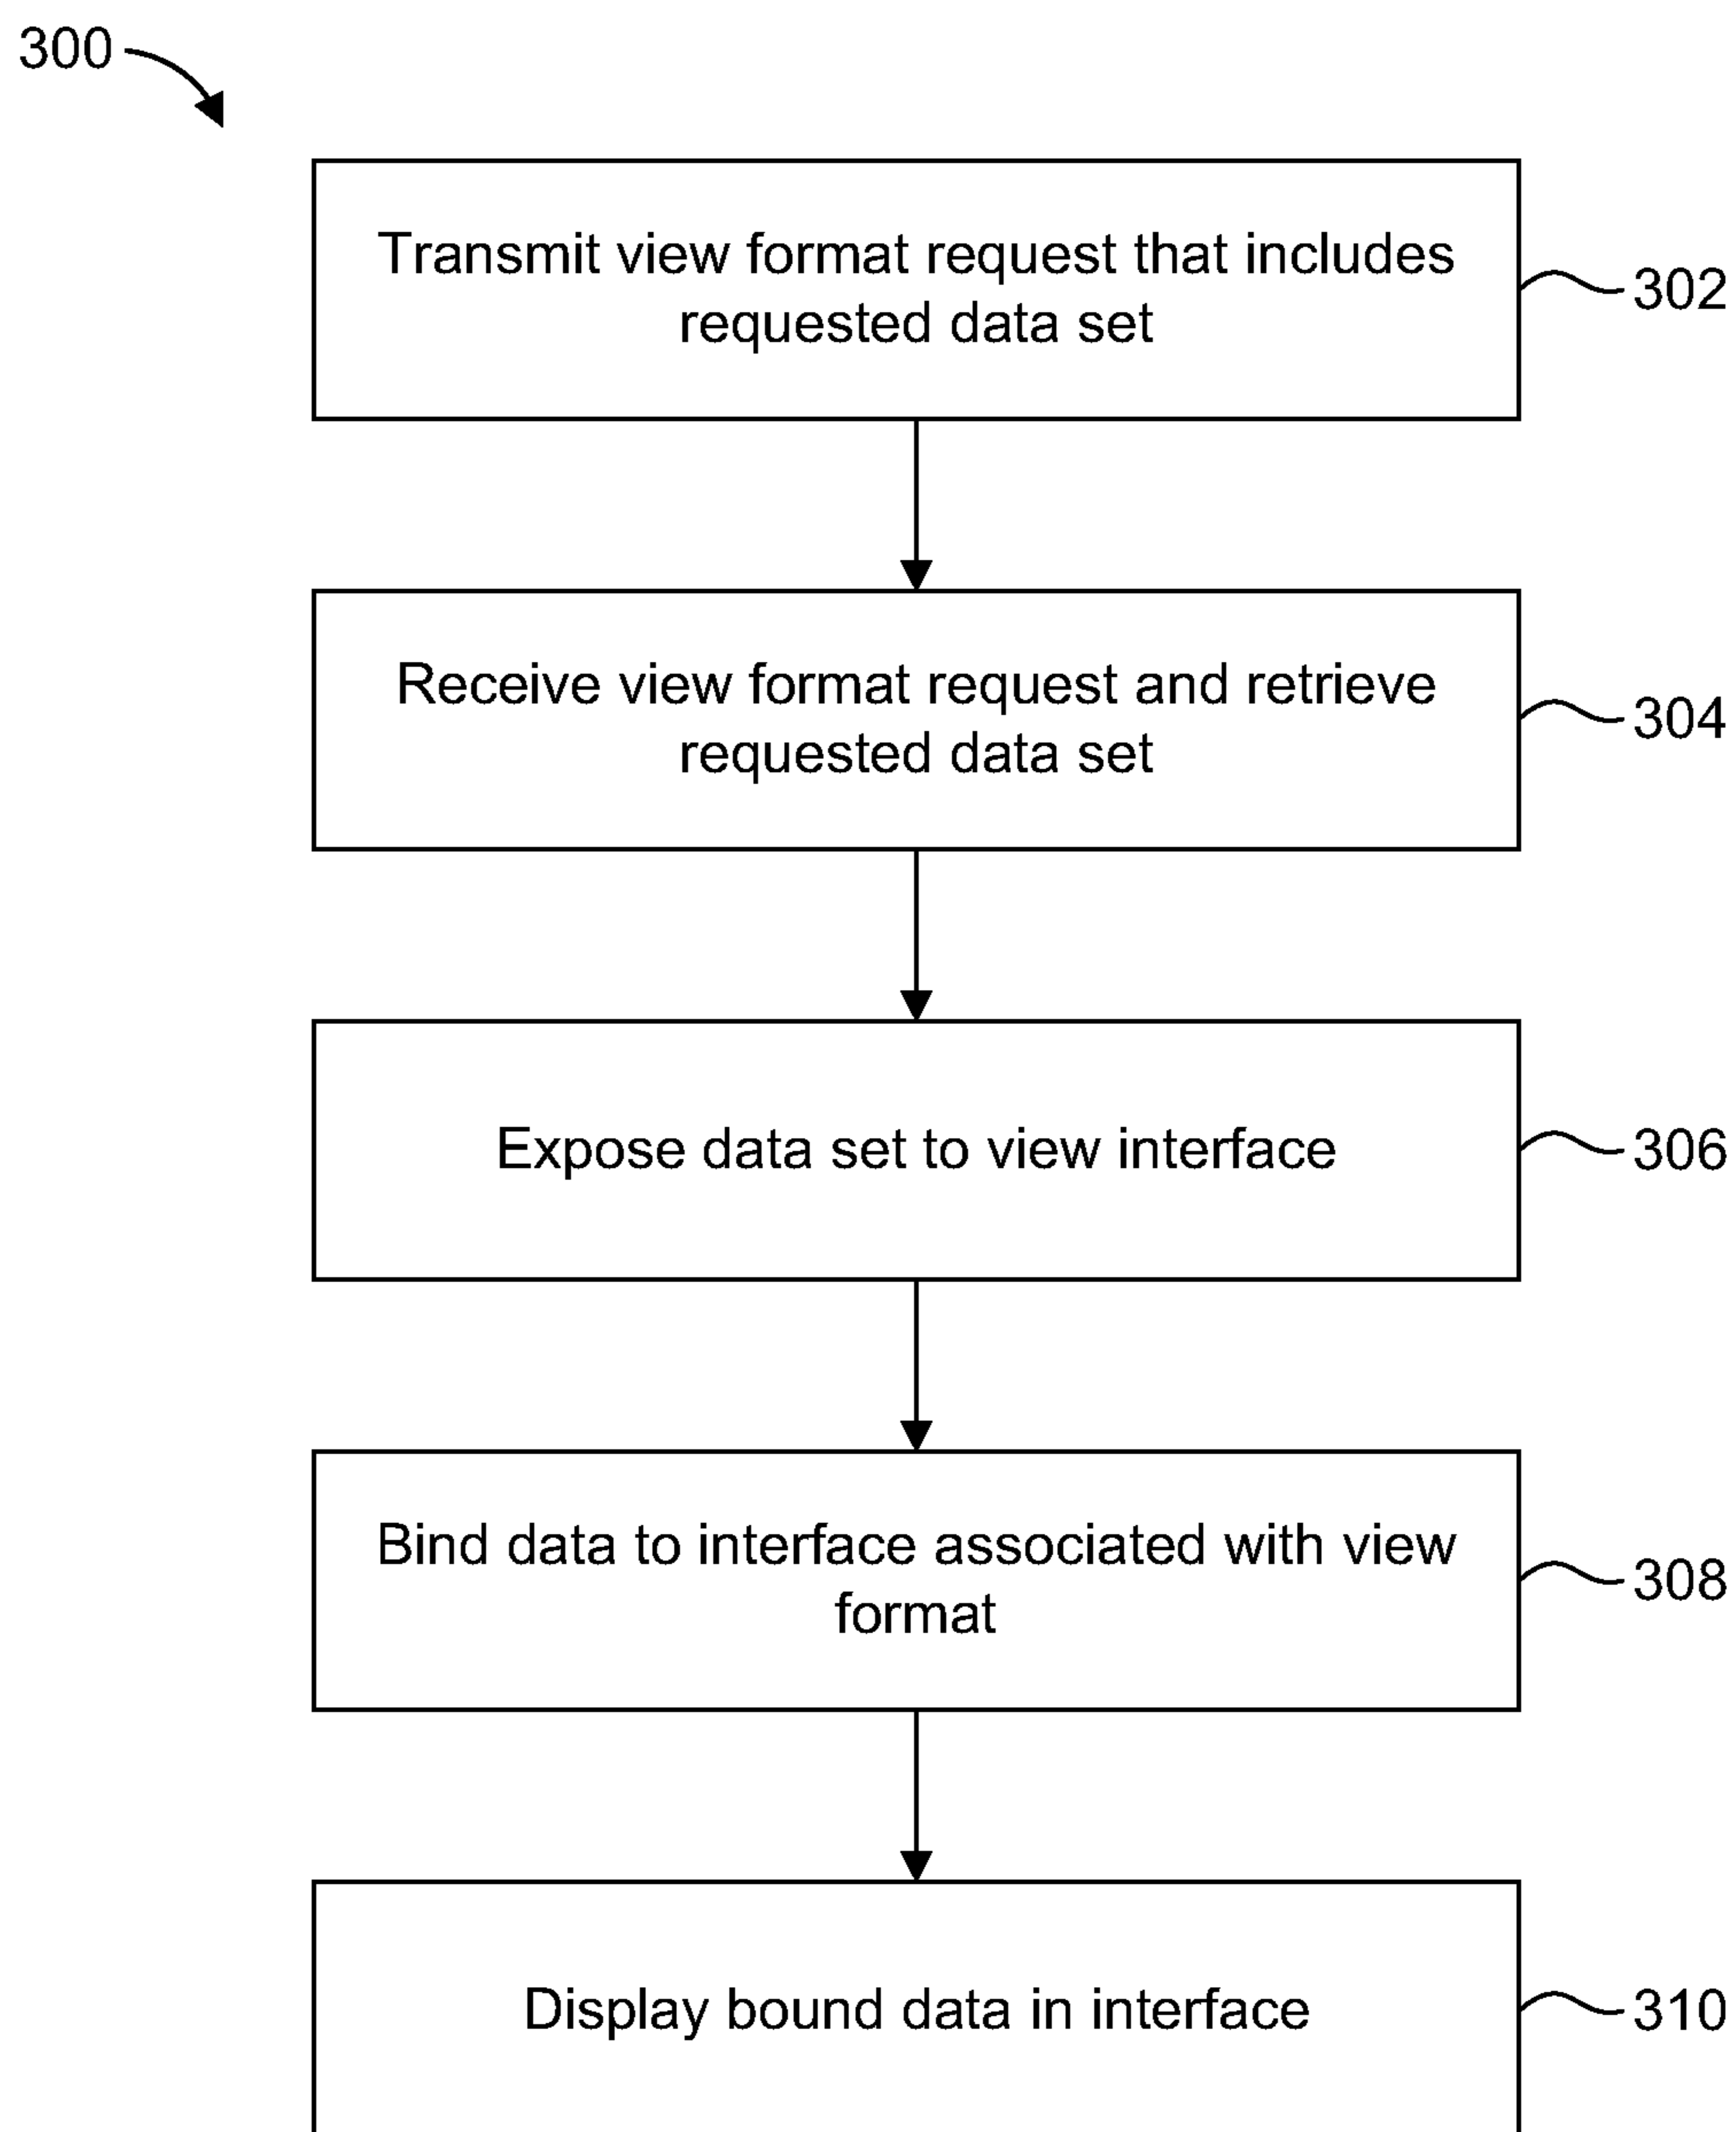 300
Transmit view format request that includes
requested data set
302
Receive view format request and retrieve
requested data set
304
Expose data set to view interface
306
Bind data to interface associated with view
format
308
Display bound data in interface
310